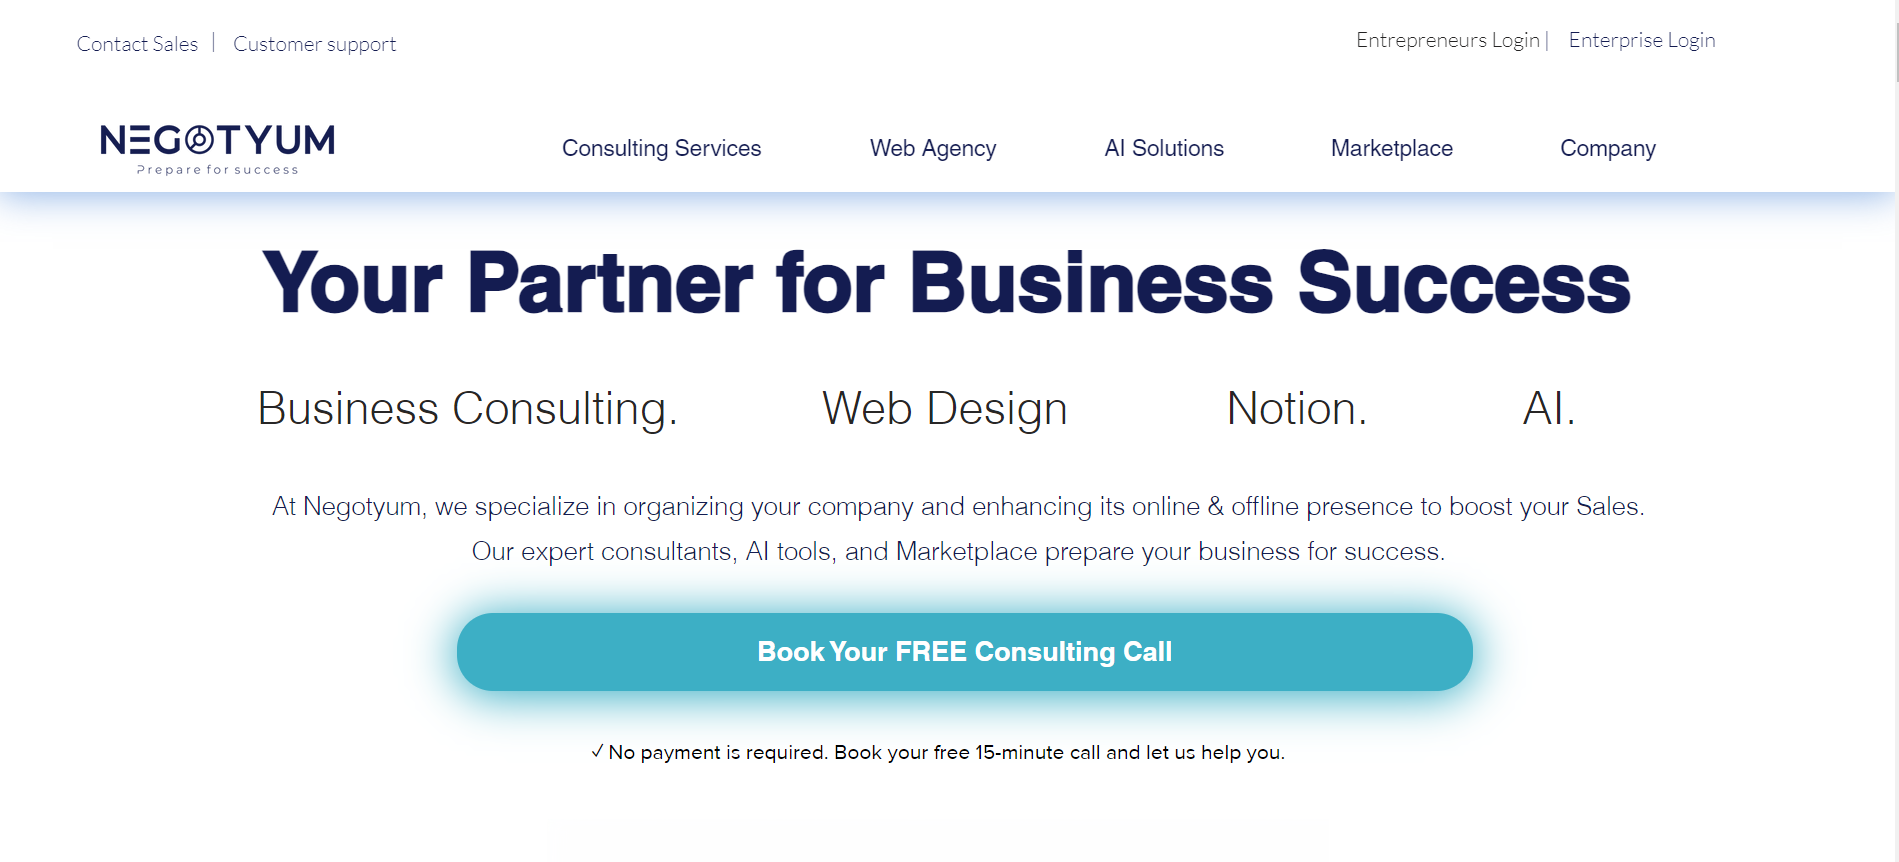 Contact Sales | Customer support
Entrepreneurs Login | Enterprise Login
NEGOTYUM
Prepare for success
Consulting Services
Web Agency
AI Solutions
Marketplace
Company
Your Partner for Business Success
Business Consulting. Web Design Notion. AI.
At Negotyum, we specialize in organizing your company and enhancing its online & offline presence to boost your Sales.
Our expert consultants, AI tools, and Marketplace prepare your business for success.
Book Your FREE Consulting Call
✓ No payment is required. Book your free 15-minute call and let us help you.